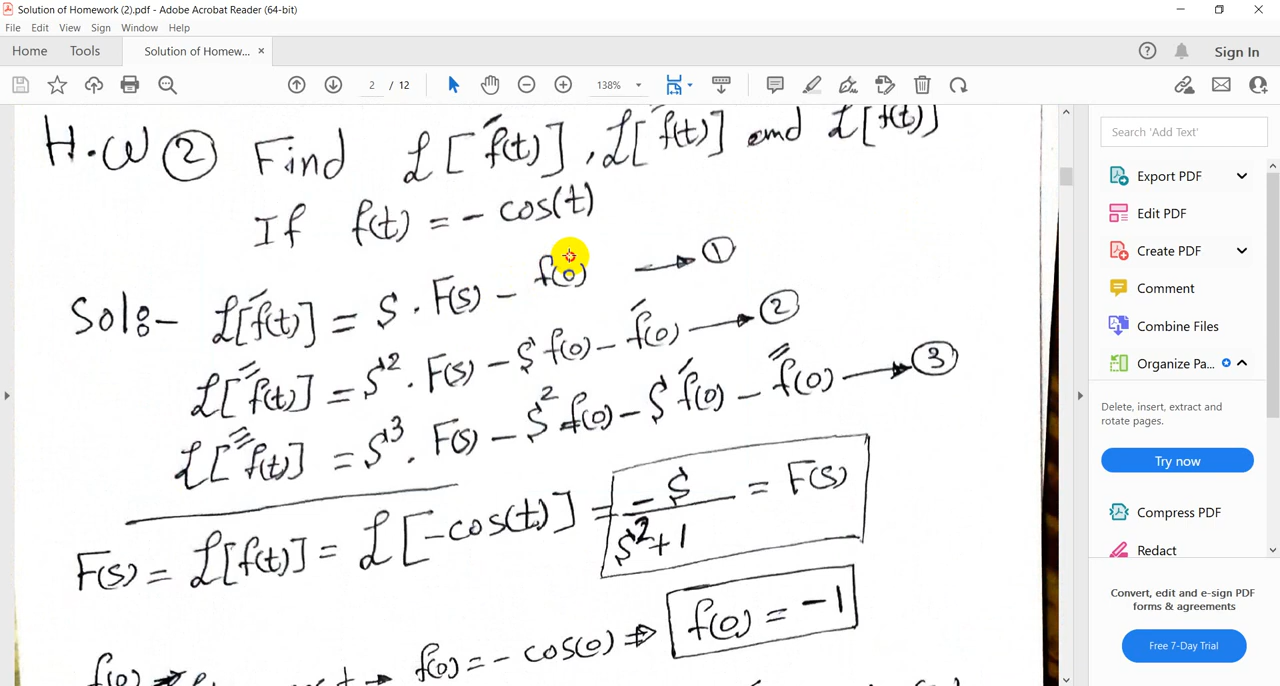 Solution of Homework (2).pdf - Adobe Acrobat Reader (64-bit)
File Edit View Sign Window Help
Home Tools Solution of Homew... × Sign In
2 / 12 138%
H.W ② Find ℒ[f́(t)], ℒ[f́(t)] and ℒ[f(t)]
If f(t) = - cos(t)
Sol:- ℒ[f́(t)] = S. F(s) - f(0) → ①
ℒ[f̋(t)] = S². F(s) - S f(0) - f́(0) → ②
ℒ[f‴(t)] = S³. F(s) - S² f(0) - S f́(0) - f̋(0) → ③
F(s) = ℒ[f(t)] = ℒ[-cos(t)] = -S / S²+1 = F(s)
f(0) = - cos(0) ⇒ f(0) = -1
f(0)
Search 'Add Text'
Export PDF
Edit PDF
Create PDF
Comment
Combine Files
Organize Pa...
Delete, insert, extract and
rotate pages.
Try now
Compress PDF
Redact
Convert, edit and e-sign PDF
forms & agreements
Free 7-Day Trial